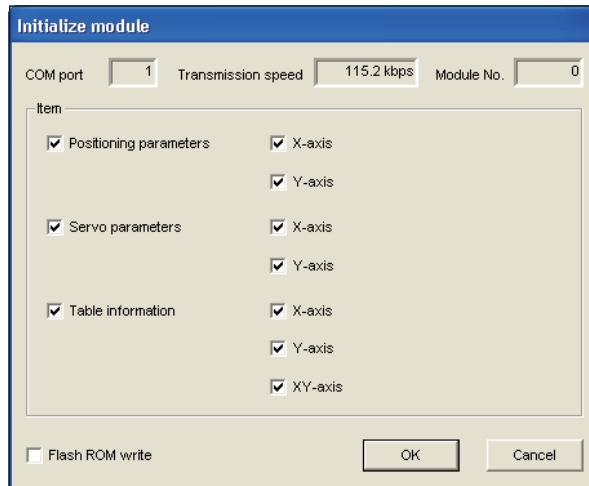 Initialize module
COM port 1 Transmission speed 115.2 kbps Module No. 0
Item
Positioning parameters X-axis
Y-axis
Servo parameters X-axis
Y-axis
Table information X-axis
Y-axis
XY-axis
Flash ROM write OK Cancel